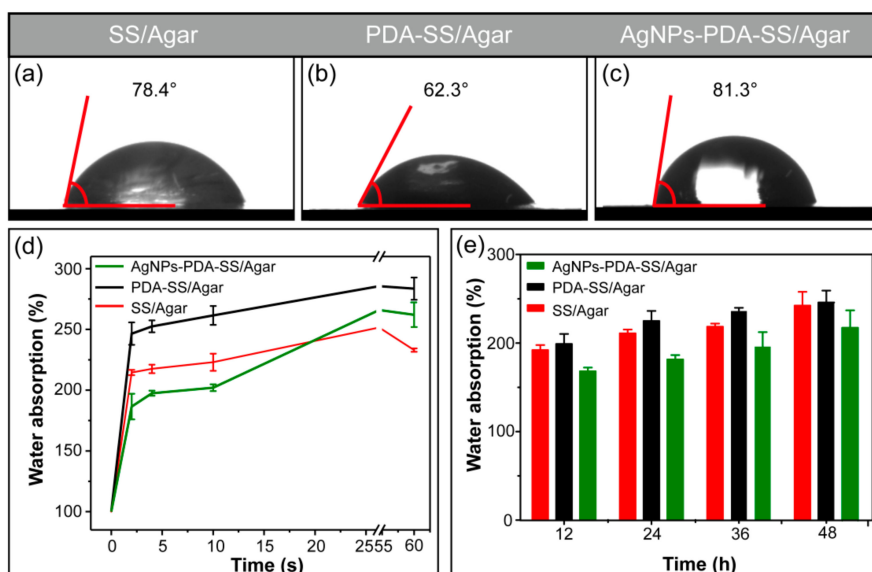 SS/Agar PDA-SS/Agar AgNPs-PDA-SS/Agar
(a) (b) (c)
78.4° 62.3° 81.3°
(d)
300
250
200
150
100
Water absorption (%)
AgNPs-PDA-SS/Agar
PDA-SS/Agar
SS/Agar
0 5 10 15 20 25 55 60
Time (s)
(e)
300
200
100
0
Water absorption (%)
AgNPs-PDA-SS/Agar
PDA-SS/Agar
SS/Agar
12 24 36 48
Time (h)